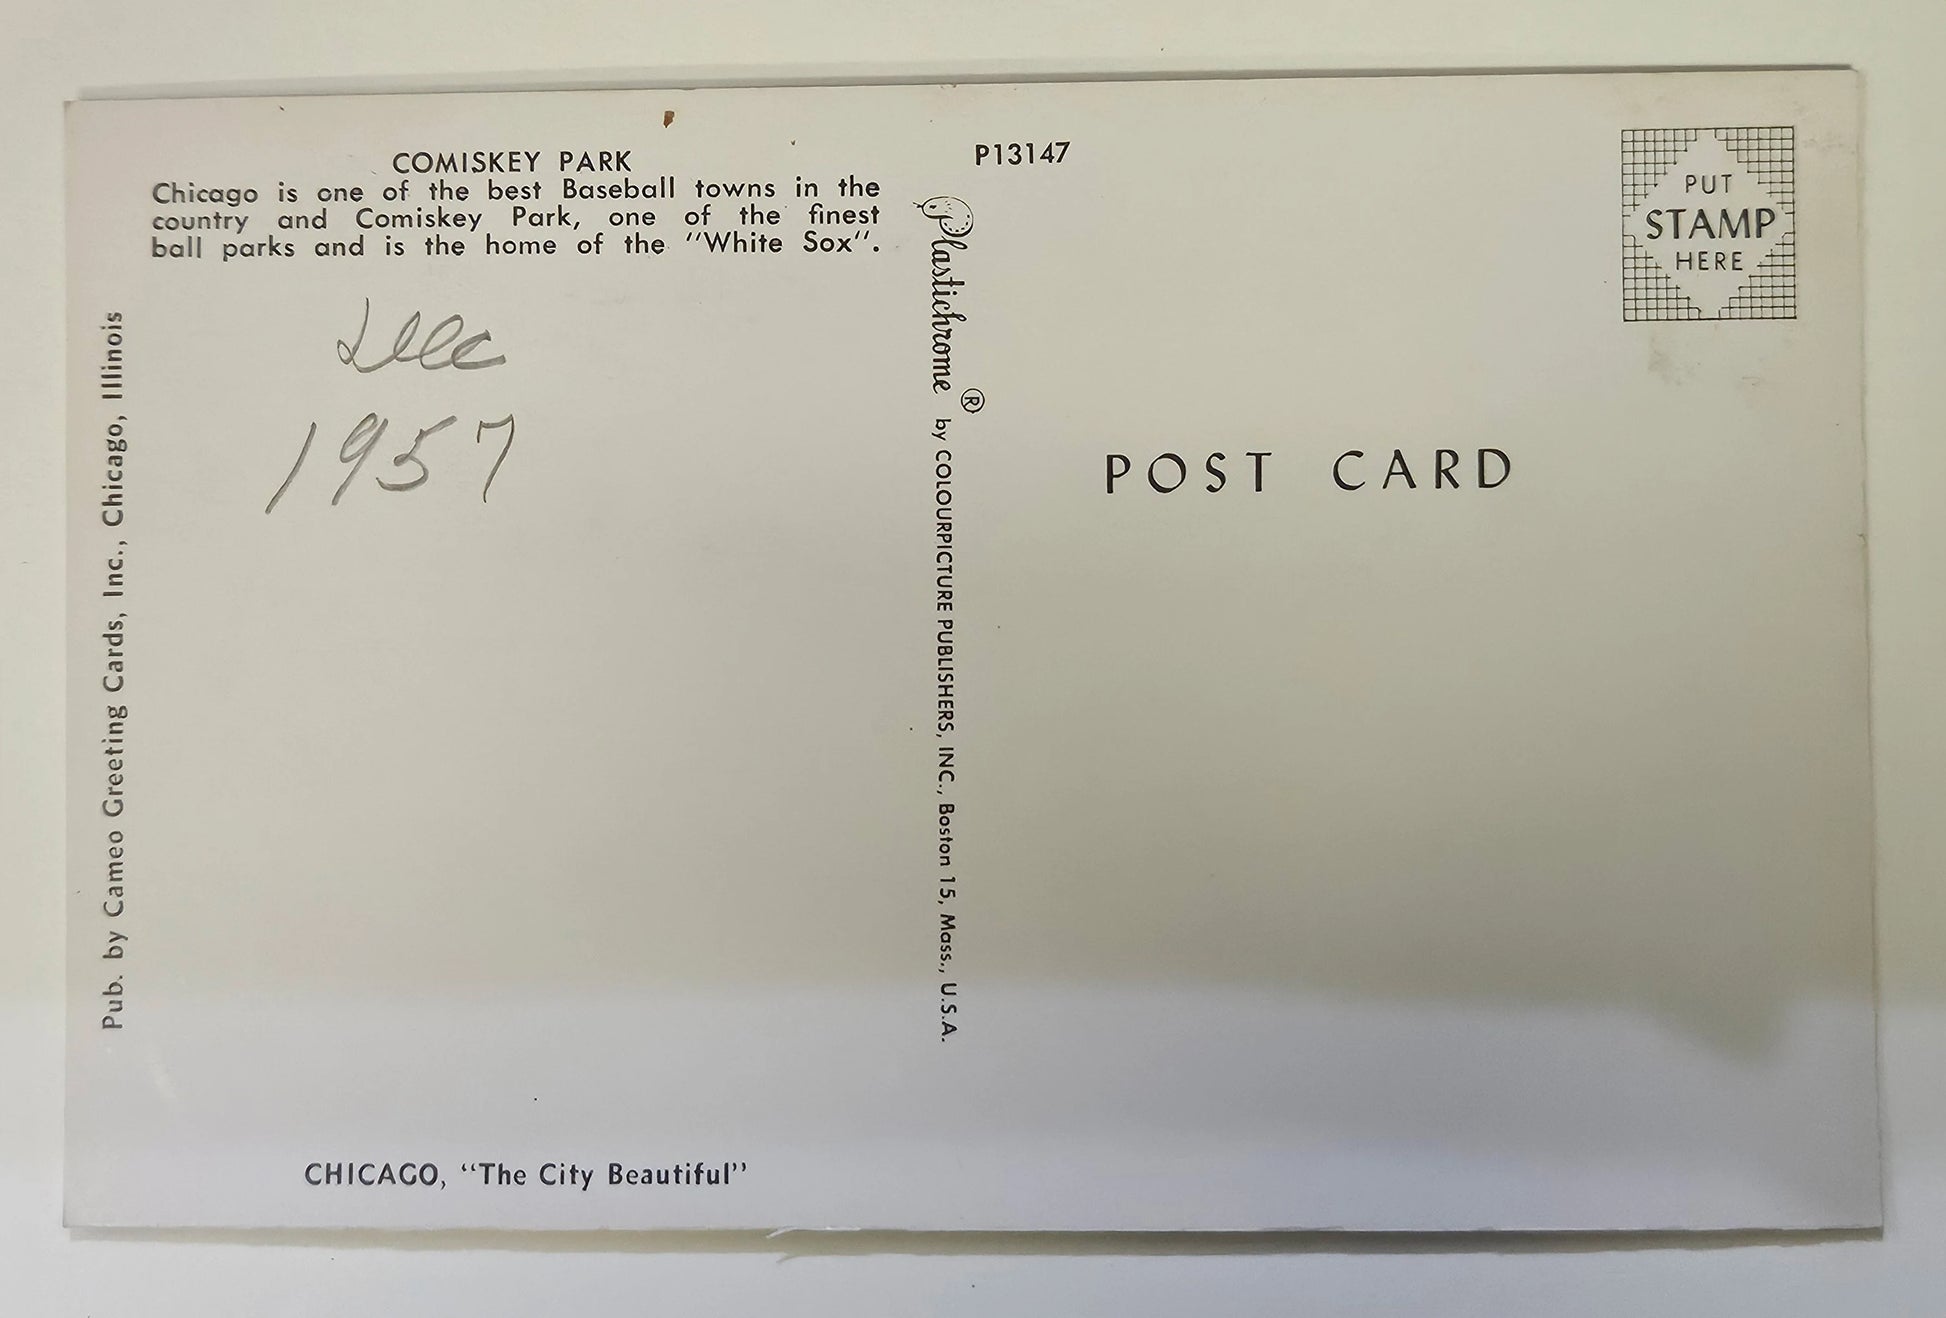 COMISKEY PARK
Chicago is one of the best Baseball towns in the
country and Comiskey Park, one of the finest
ball parks and is the home of the "White Sox".
Dec
1957
Pub. by Cameo Greeting Cards, Inc., Chicago, Illinois
CHICAGO, "The City Beautiful"
Plastichrome ® by COLOURPICTURE PUBLISHERS, INC., Boston 15, Mass., U.S.A.
P13147
PUT
STAMP
HERE
POST CARD